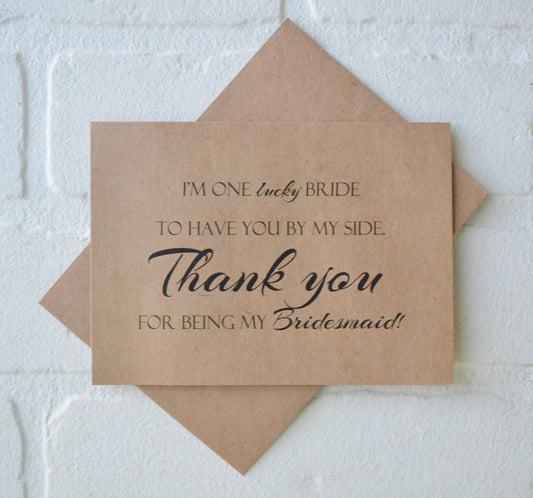 I'M ONE lucky BRIDE
TO HAVE YOU BY MY SIDE.
Thank you
FOR BEING MY Bridesmaid!